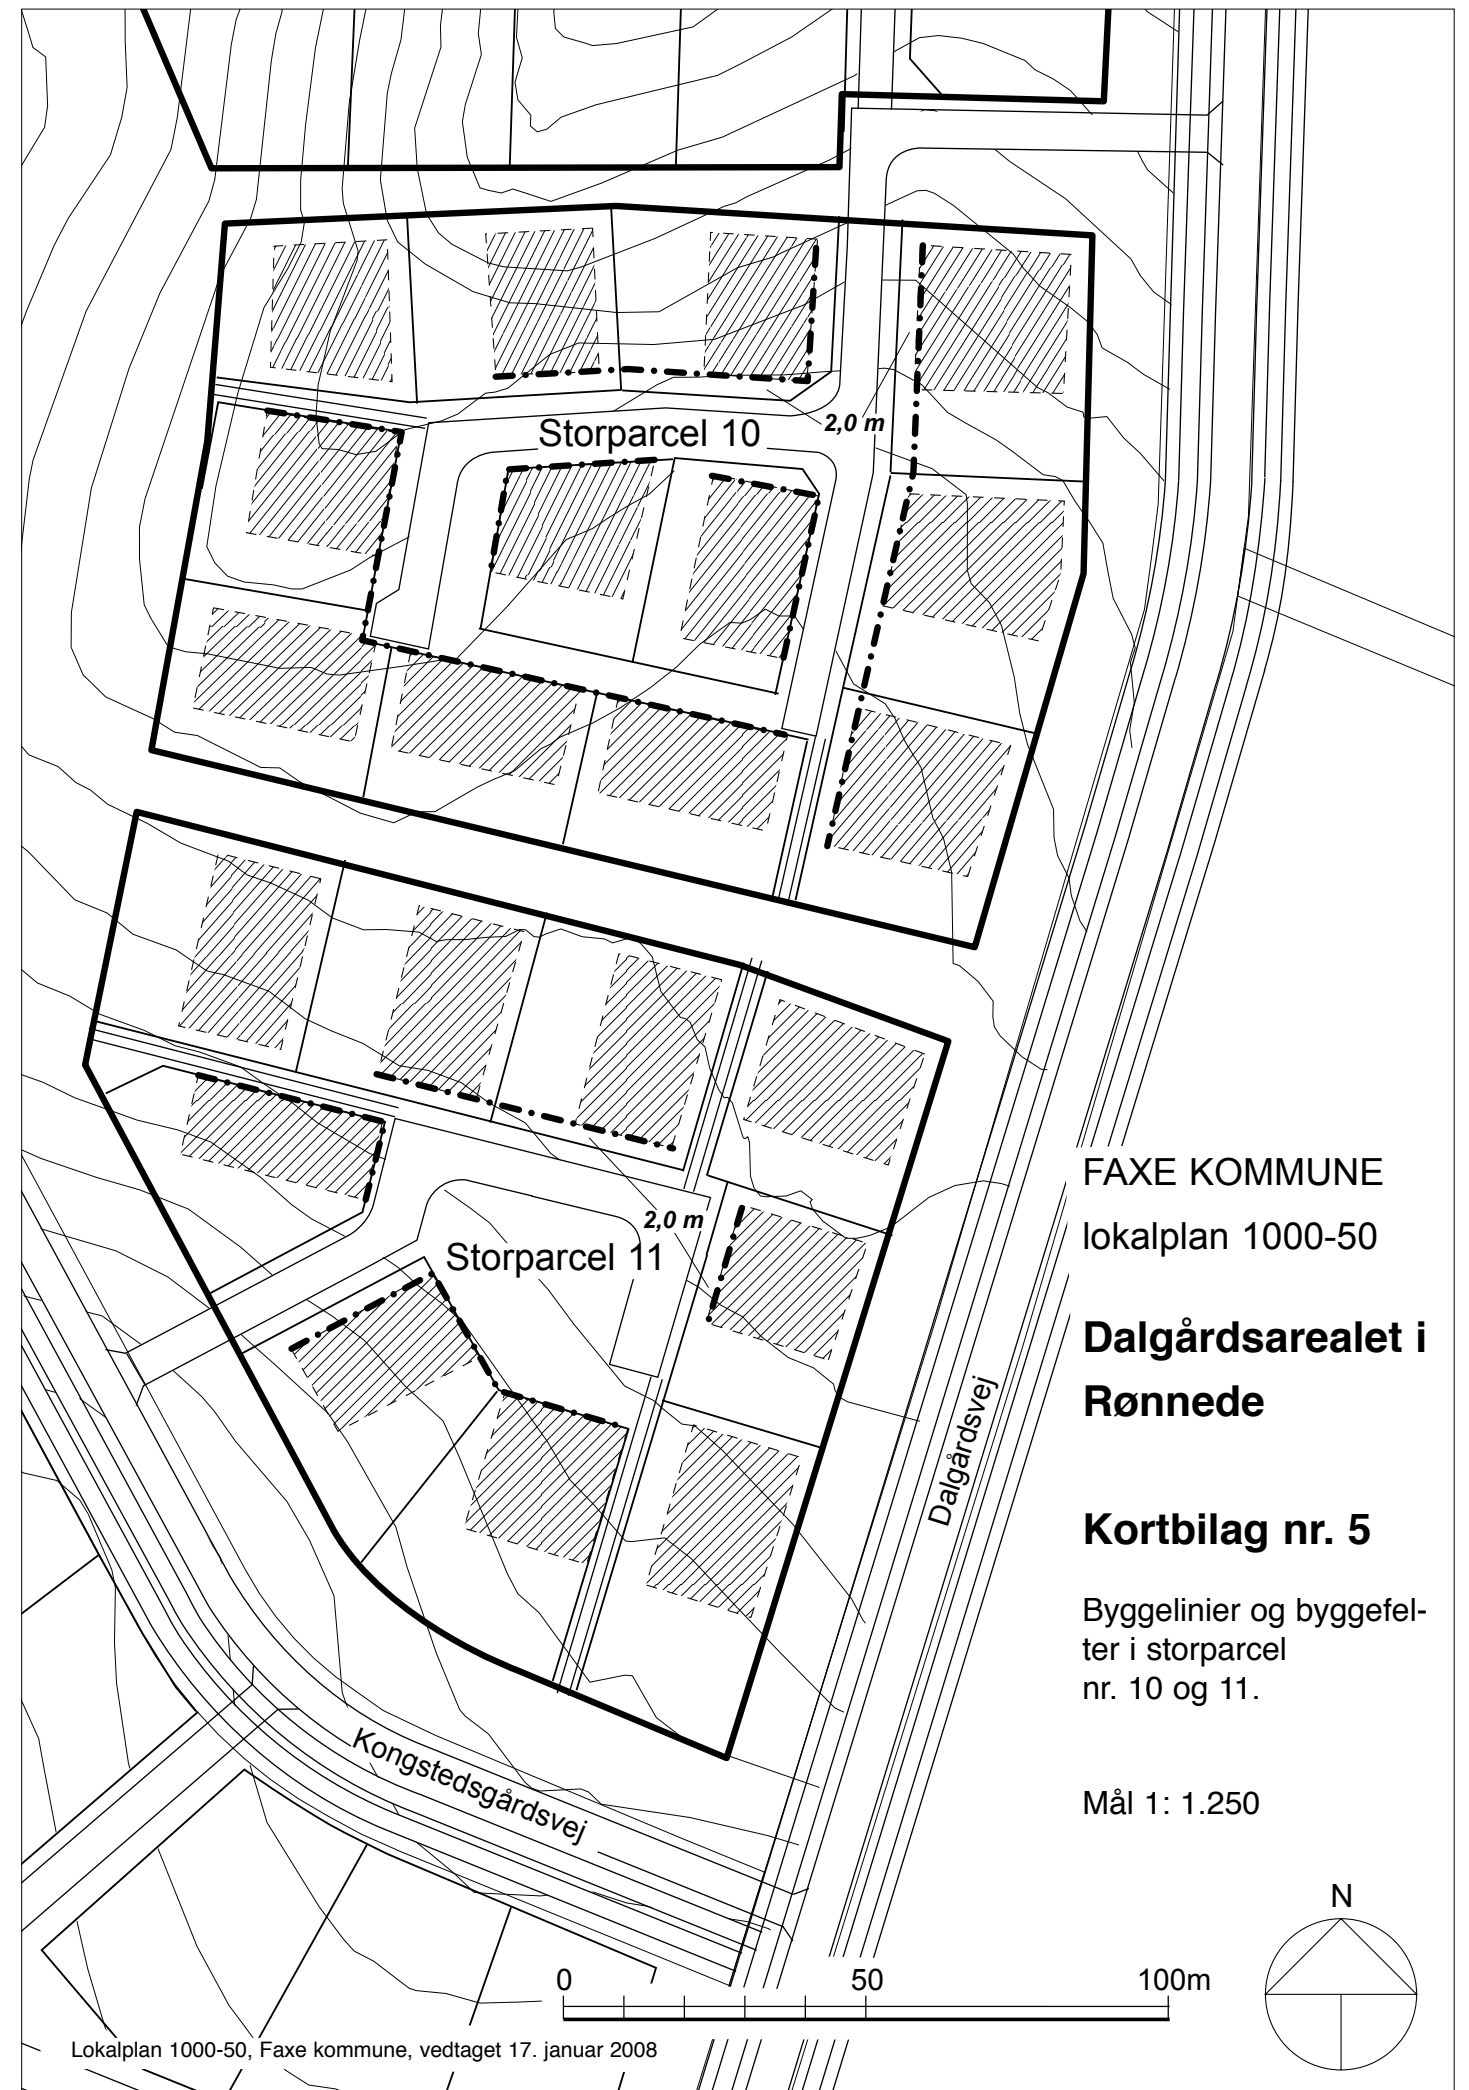 Storparcel 10
2,0 m
2,0 m
Storparcel 11
FAXE KOMMUNE
lokalplan 1000-50
Dalgårdsarealet i
Rønnede
Dalgårdsvej
Kortbilag nr. 5
Byggelinier og byggefel-
ter i storparcel
nr. 10 og 11.
Kongstedsgårdsvej
Mål 1: 1.250
N
0 50 100m
Lokalplan 1000-50, Faxe kommune, vedtaget 17. januar 2008